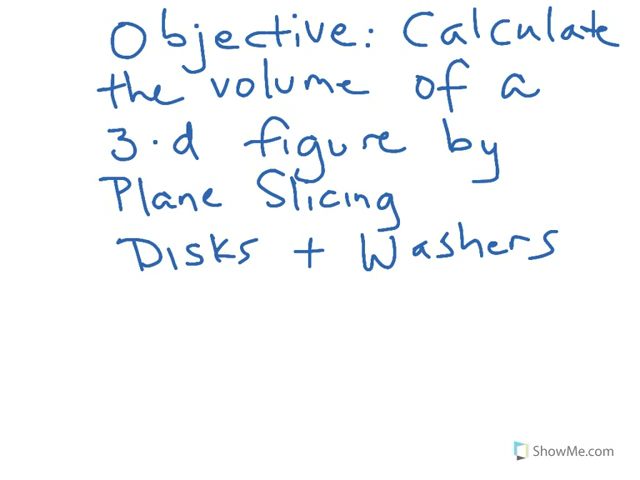 Objective: Calculate
the volume of a
3-d figure by
Plane Slicing
Disks + Washers
ShowMe.com